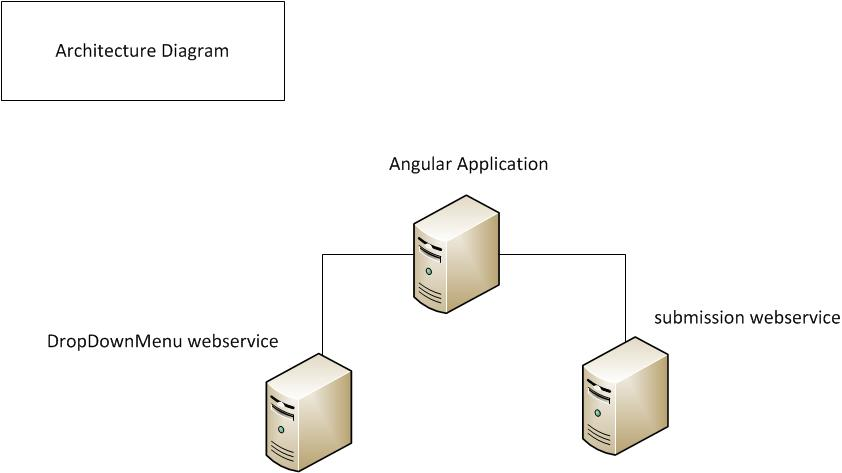 Architecture Diagram
Angular Application
submission webservice
DropDownMenu webservice